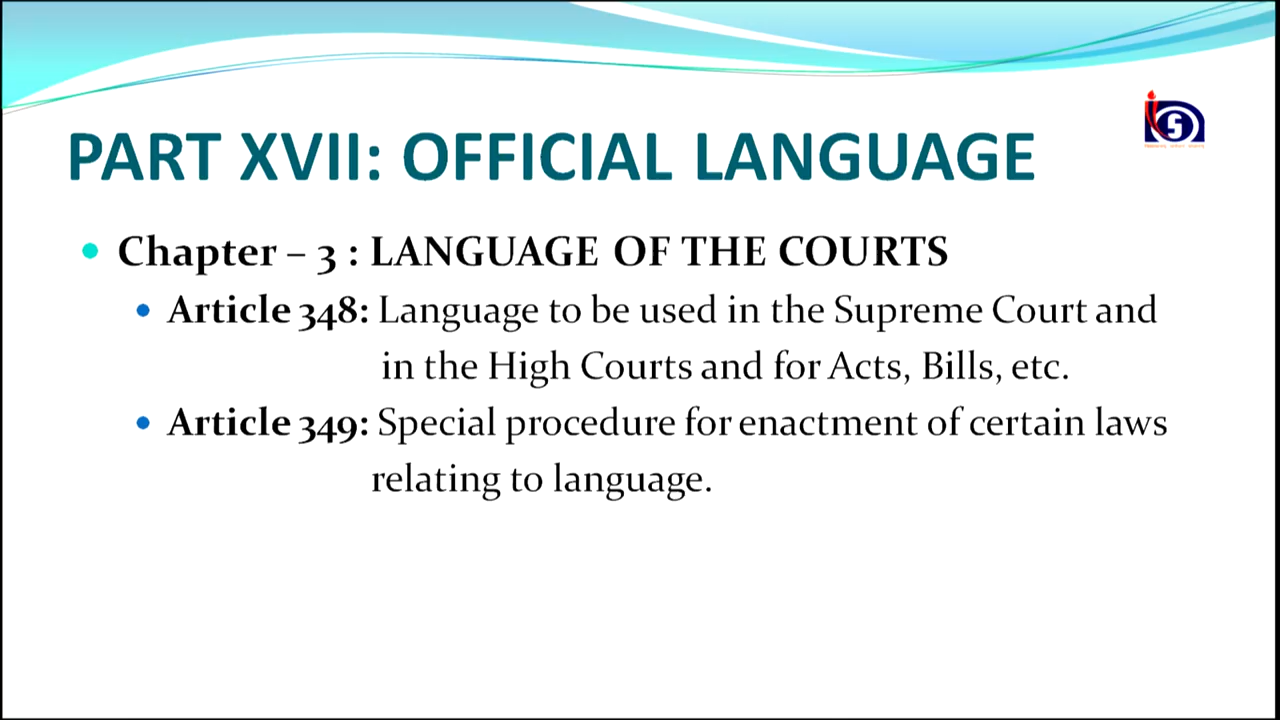 PART XVII: OFFICIAL LANGUAGE
Chapter – 3 : LANGUAGE OF THE COURTS
Article 348: Language to be used in the Supreme Court and
in the High Courts and for Acts, Bills, etc.
Article 349: Special procedure for enactment of certain laws
relating to language.